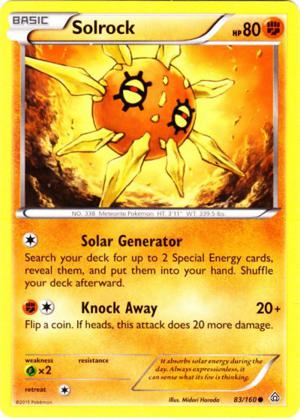 BASIC
Solrock
HP80
NO. 338 Meteorite Pokémon HT. 3'11" WT. 339.5 lbs.
Solar Generator
Search your deck for up to 2 Special Energy cards,
reveal them, and put them into your hand. Shuffle
your deck afterward.
Knock Away 20+
Flip a coin. If heads, this attack does 20 more damage.
weakness resistance
×2
retreat
It absorbs solar energy during the day.
Always expressionless, it can
sense what its foe is thinking.
©2015 Pokémon
Illus. Midori Harada
83/160